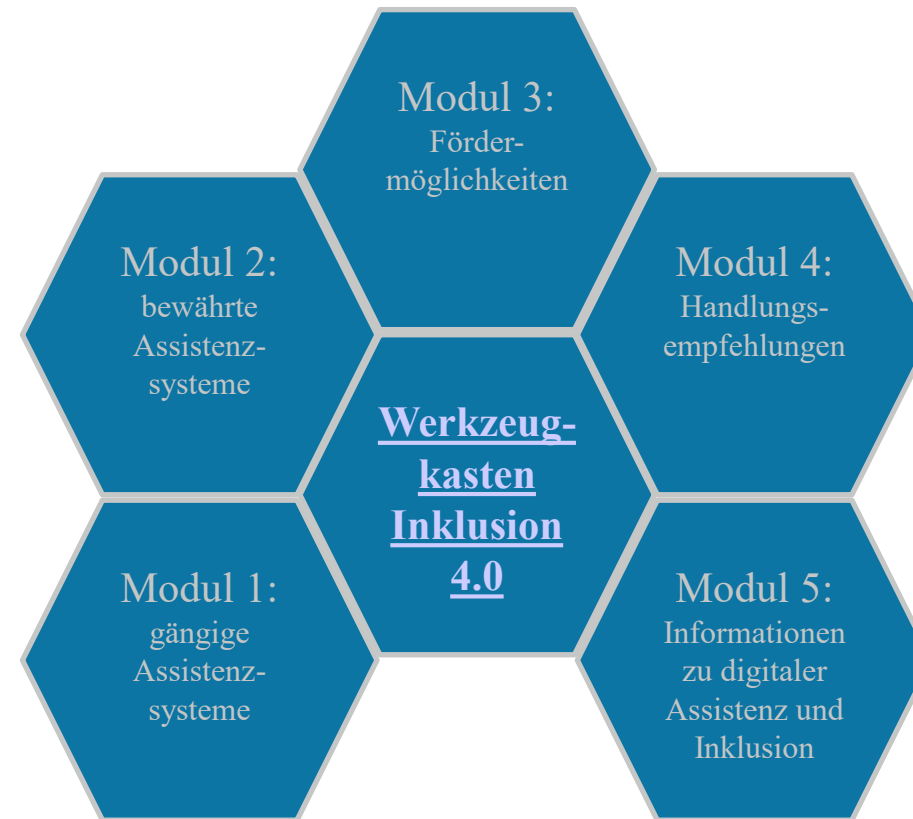 Modul 3:
Förder-
möglichkeiten
Modul 2:
bewährte
Assistenz-
systeme
Modul 4:
Handlungs-
empfehlungen
Werkzeug-
kasten
Inklusion
4.0
Modul 1:
gängige
Assistenz-
systeme
Modul 5:
Informationen
zu digitaler
Assistenz und
Inklusion